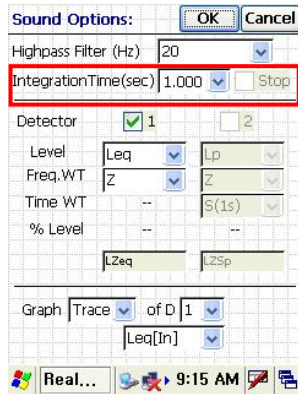 Sound Options: OK Cancel
Highpass Filter (Hz) 20
IntegrationTime(sec) 1.000 Stop
Detector 1 2
Level Leq Lp
Freq.WT Z Z
Time WT -- S(1s)
% Level -- --
LZeq LZSp
Graph Trace of D 1
Leq[In]
Real... 9:15 AM